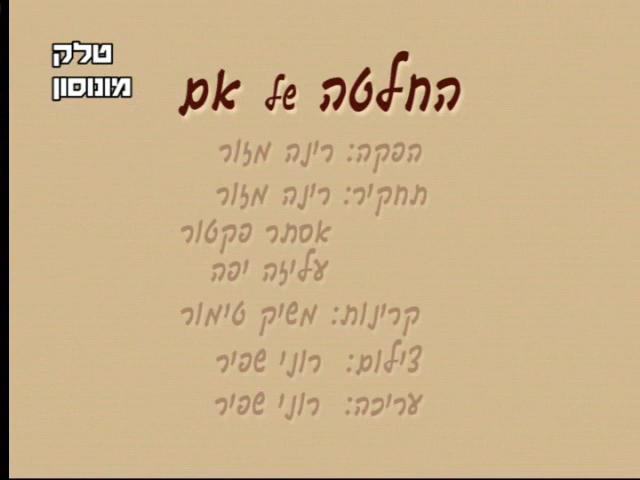 טלק
מונוסון
החלטה של אם
הפקה: רינה מזור
תחקיר: רינה מזור
אסתר פקטור
עליזה יפה
קרינות: משיק טימור
צילום: רוני שפיר
עריכה: רוני שפיר